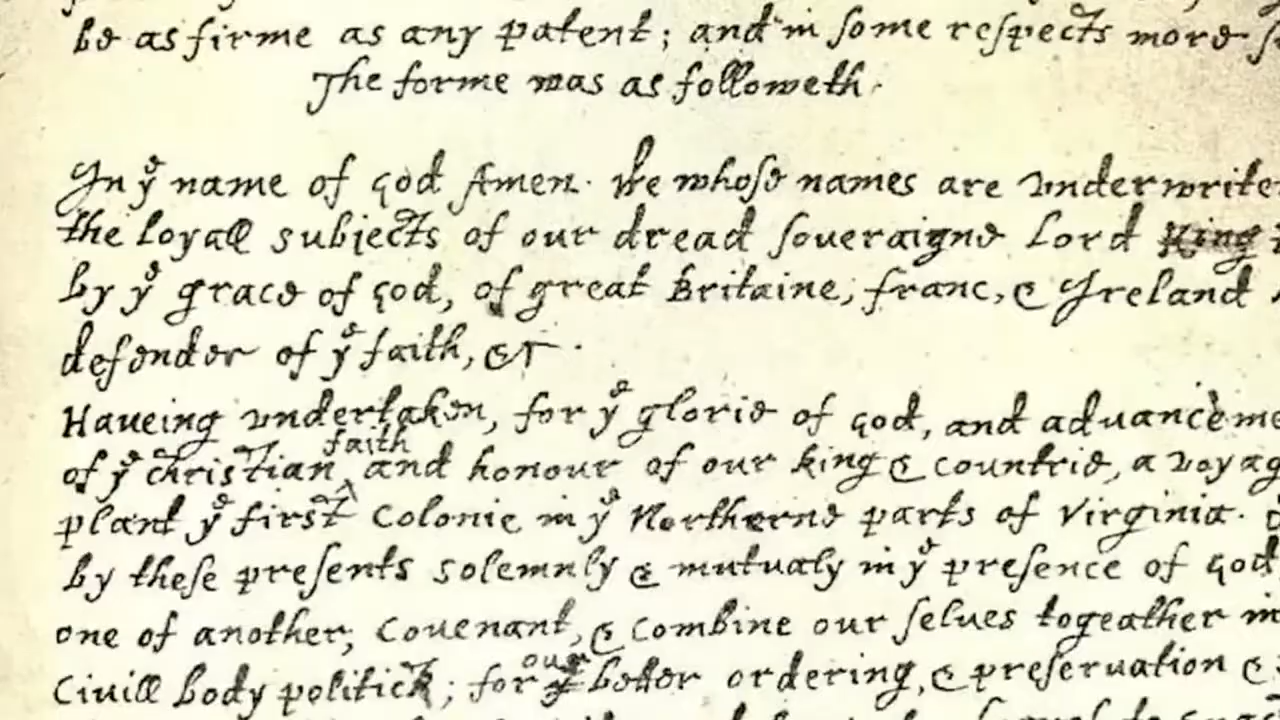 be as firme as any patent; and in some respects more
The forme was as followeth.
In yᵉ name of god Amen. We whose names are underwrite
the loyall subjects of our dread soveraigne Lord King
by yᵉ grace of god, of great Britaine, franc, & Ireland
defender of yᵉ faith, &c.
Haveing undertaken, for yᵉ glorie of god, and advanceme
of yᵉ christian faith and honour of our king & countrie, a voyag
plant yᵉ first colonie in yᵉ Northerne parts of Virginia.
by these presents solemnly & mutualy in yᵉ presence of god
one of another, covenant, & combine our selves togeather in
Civill body politick; for our better ordering, & preservation &